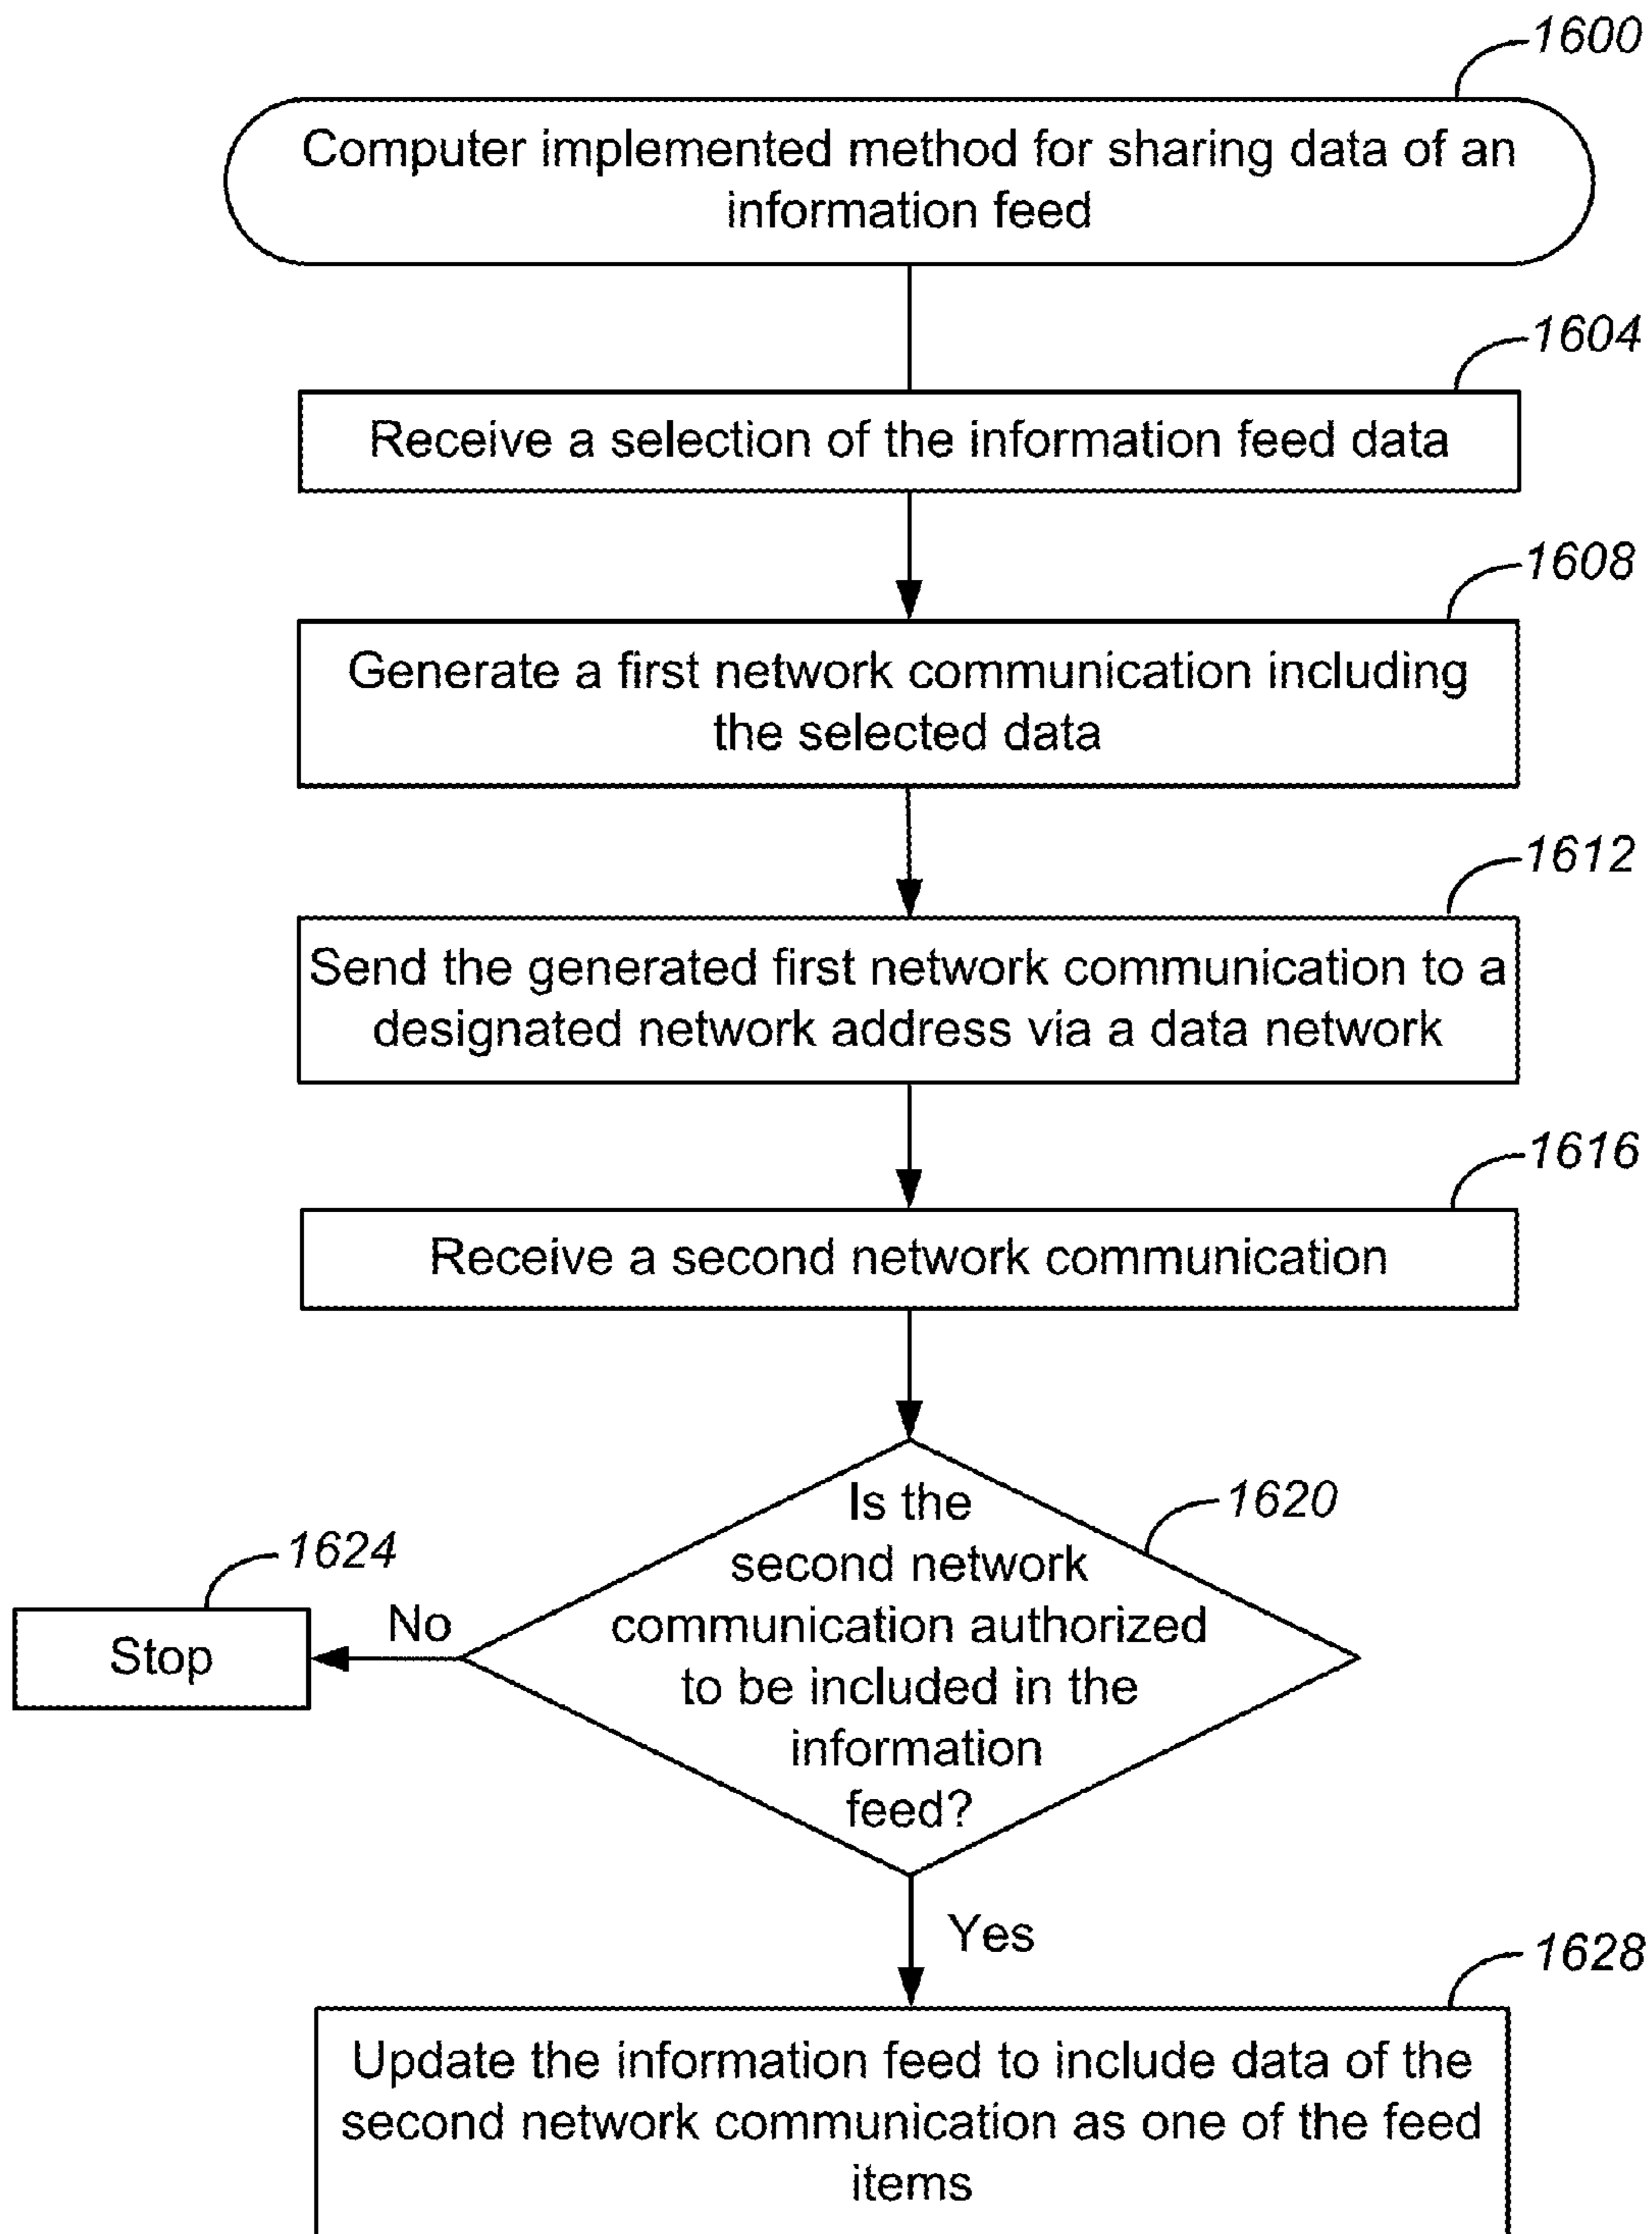 1600
Computer implemented method for sharing data of an
information feed
1604
Receive a selection of the information feed data
1608
Generate a first network communication including
the selected data
1612
Send the generated first network communication to a
designated network address via a data network
1616
Receive a second network communication
1620
Is the
second network
communication authorized
to be included in the
information
feed?
1624
No
Stop
Yes
1628
Update the information feed to include data of the
second network communication as one of the feed
items